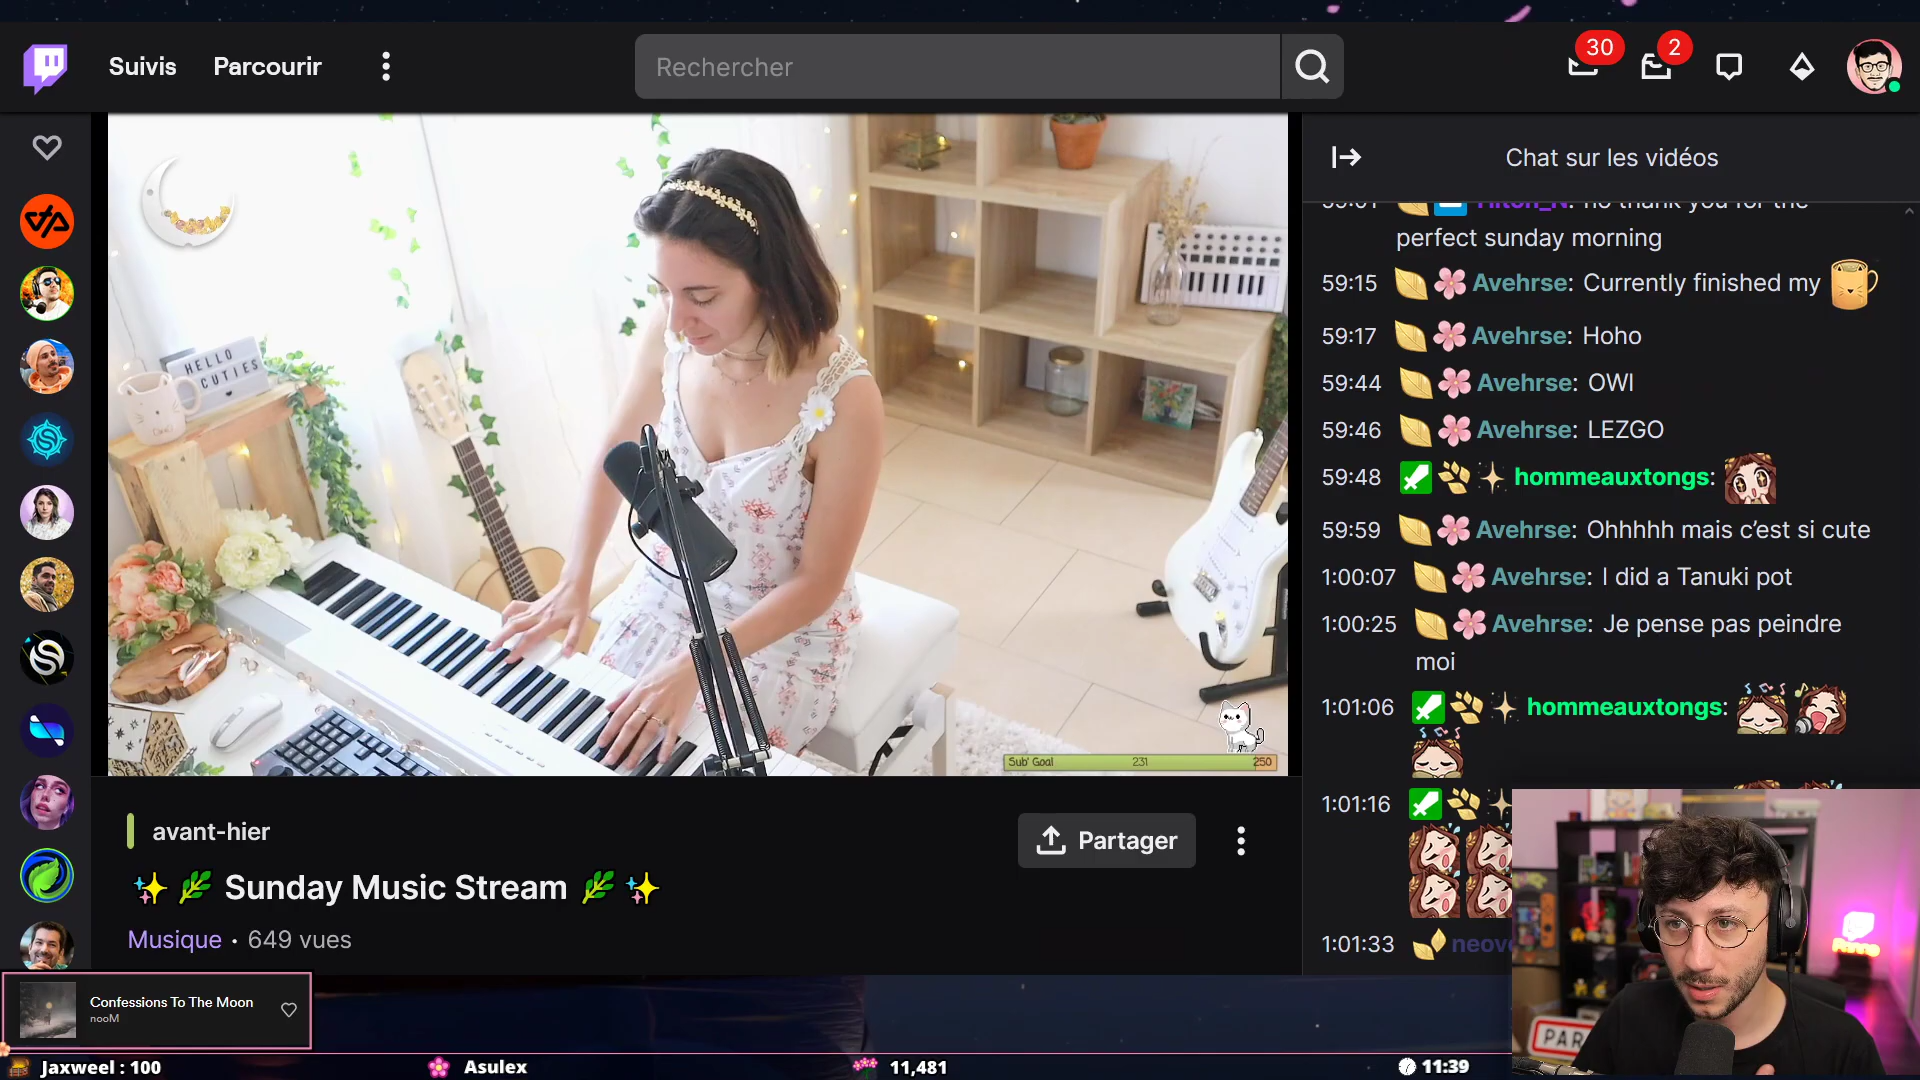 Suivis
Parcourir
Rechercher
30
2
Chat sur les vidéos
perfect sunday morning
59:15 Avehrse: Currently finished my
59:17 Avehrse: Hoho
59:44 Avehrse: OWI
59:46 Avehrse: LEZGO
59:48 hommeauxtongs:
59:59 Avehrse: Ohhhhh mais c'est si cute
1:00:07 Avehrse: I did a Tanuki pot
1:00:25 Avehrse: Je pense pas peindre
moi
1:01:06 hommeauxtongs:
1:01:16
1:01:33
HELLO
CUTIES
Sub' Goal 231 250
avant-hier
Partager
Sunday Music Stream
Musique • 649 vues
Confessions To The Moon
nooM
Jaxweel : 100
Asulex
11,481
11:39